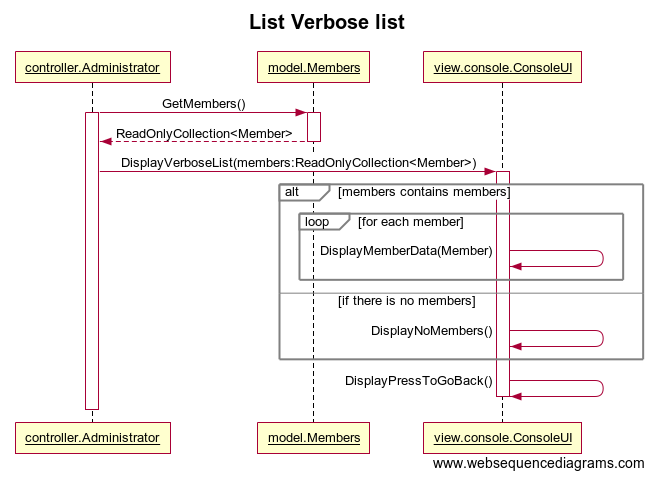 List Verbose list
controller.Administrator
model.Members
view.console.ConsoleUI
GetMembers()
ReadOnlyCollection<Member>
DisplayVerboseList(members:ReadOnlyCollection<Member>)
alt [members contains members]
loop [for each member]
DisplayMemberData(Member)
[if there is no members]
DisplayNoMembers()
DisplayPressToGoBack()
controller.Administrator
model.Members
view.console.ConsoleUI
www.websequencediagrams.com